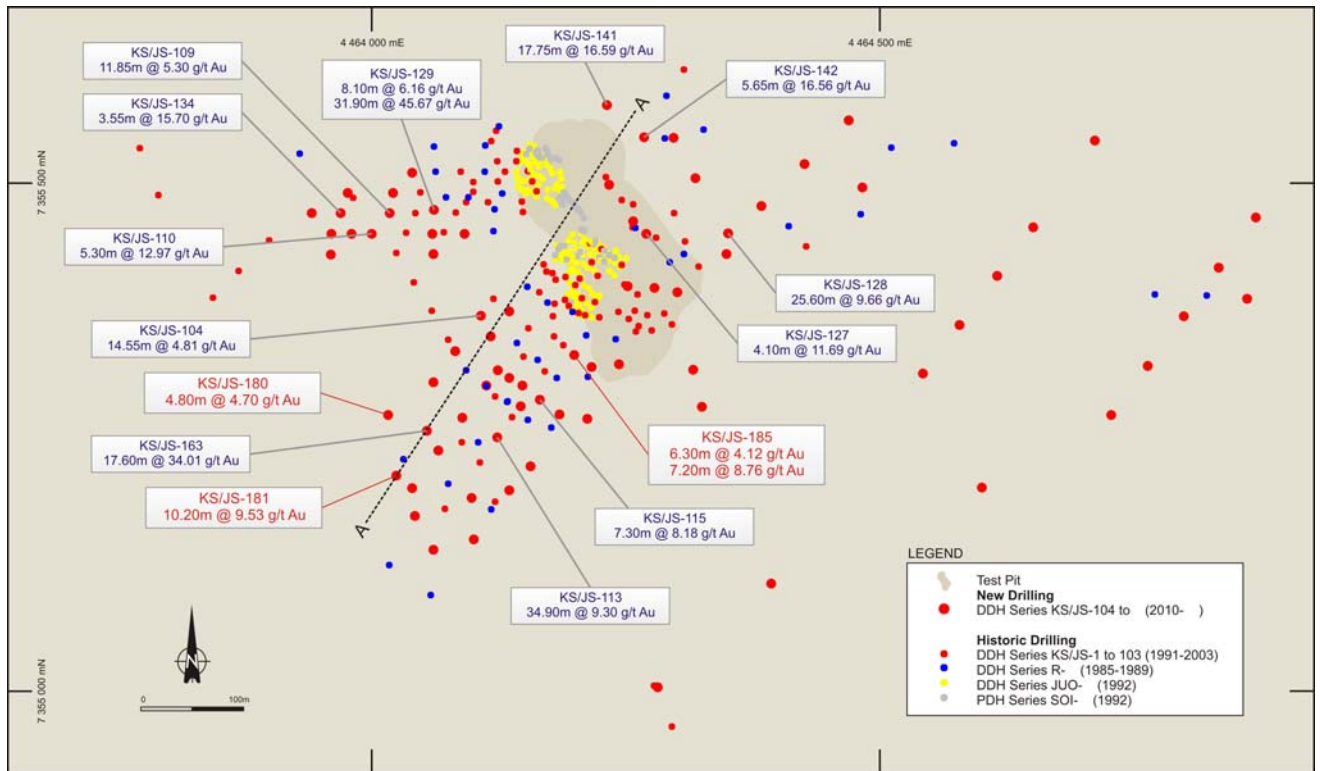 4 464 000 mE
4 464 500 mE
KS/JS-141
17.75m @ 16.59 g/t Au
KS/JS-109
11.85m @ 5.30 g/t Au
KS/JS-129
8.10m @ 6.16 g/t Au
31.90m @ 45.67 g/t Au
KS/JS-142
5.65m @ 16.56 g/t Au
KS/JS-134
3.55m @ 15.70 g/t Au
A
7 355 500 mN
KS/JS-110
5.30m @ 12.97 g/t Au
KS/JS-128
25.60m @ 9.66 g/t Au
KS/JS-104
14.55m @ 4.81 g/t Au
KS/JS-127
4.10m @ 11.69 g/t Au
KS/JS-180
4.80m @ 4.70 g/t Au
KS/JS-163
17.60m @ 34.01 g/t Au
KS/JS-185
6.30m @ 4.12 g/t Au
7.20m @ 8.76 g/t Au
KS/JS-181
10.20m @ 9.53 g/t Au
A
KS/JS-115
7.30m @ 8.18 g/t Au
KS/JS-113
34.90m @ 9.30 g/t Au
LEGEND
Test Pit
New Drilling
DDH Series KS/JS-104 to (2010- )
Historic Drilling
DDH Series KS/JS-1 to 103 (1991-2003)
DDH Series R- (1985-1989)
DDH Series JUO- (1992)
PDH Series SOI- (1992)
N
0 100m
7 355 000 mN